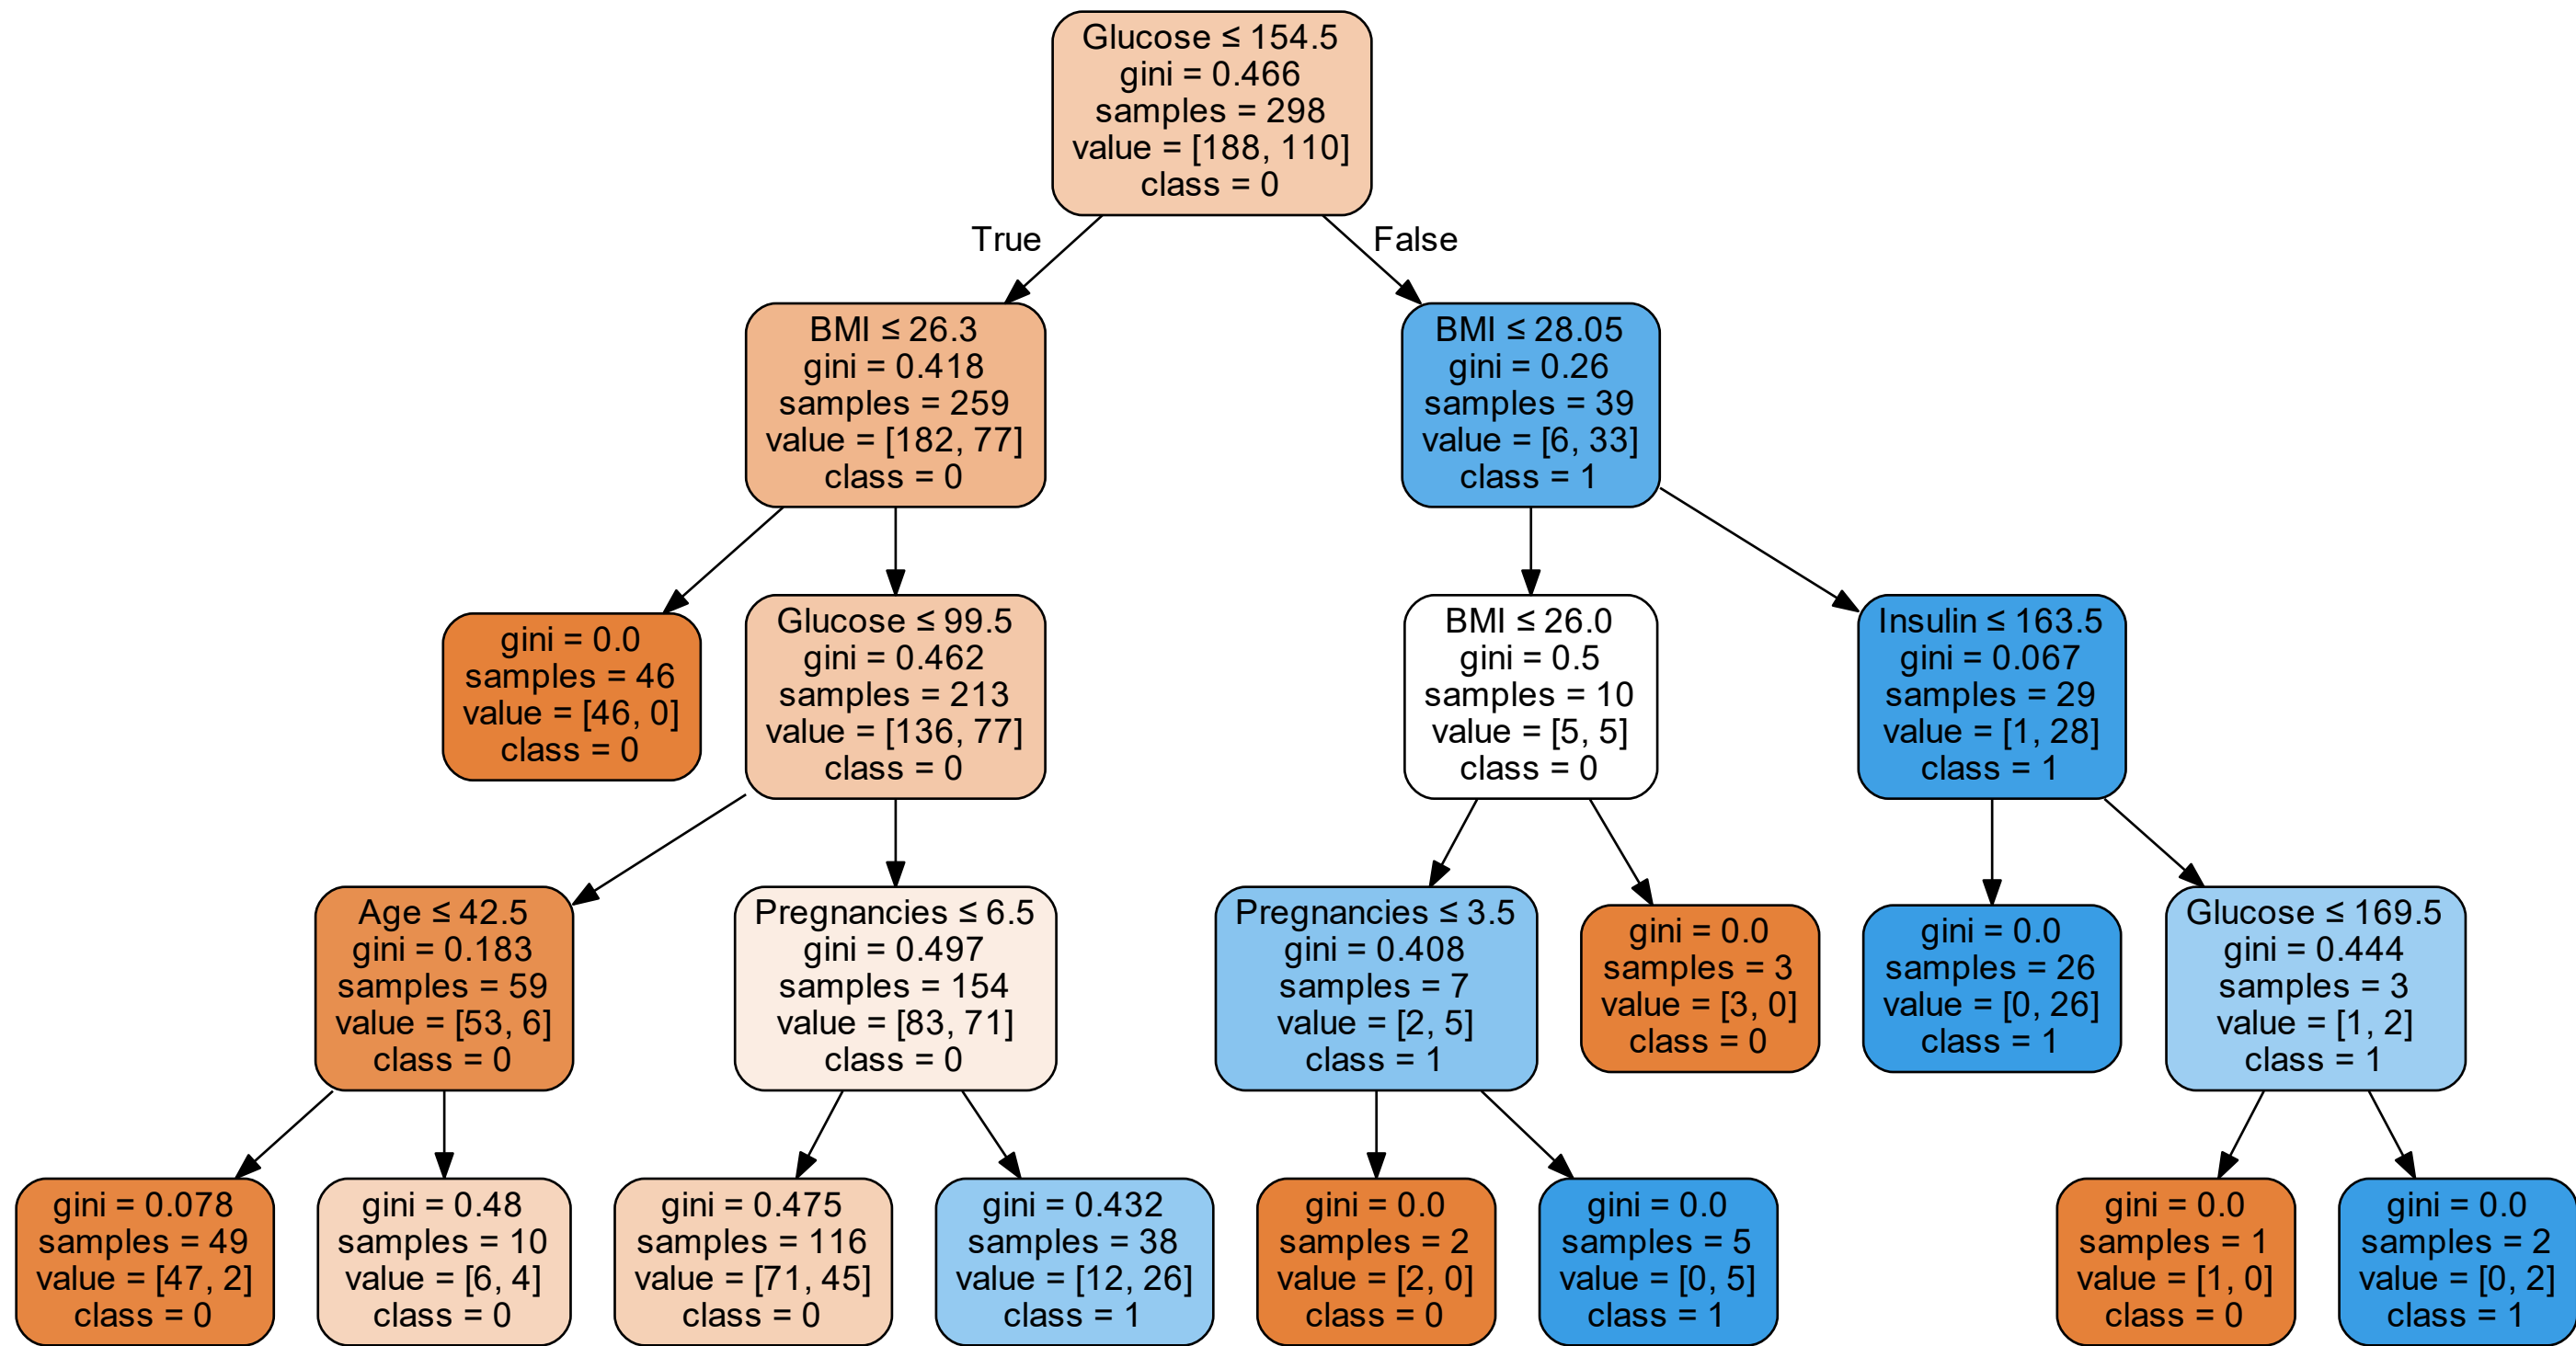 Glucose ≤ 154.5
gini = 0.466
samples = 298
value = [188, 110]
class = 0
True
False
BMI ≤ 26.3
gini = 0.418
samples = 259
value = [182, 77]
class = 0
BMI ≤ 28.05
gini = 0.26
samples = 39
value = [6, 33]
class = 1
gini = 0.0
samples = 46
value = [46, 0]
class = 0
Glucose ≤ 99.5
gini = 0.462
samples = 213
value = [136, 77]
class = 0
BMI ≤ 26.0
gini = 0.5
samples = 10
value = [5, 5]
class = 0
Insulin ≤ 163.5
gini = 0.067
samples = 29
value = [1, 28]
class = 1
Age ≤ 42.5
gini = 0.183
samples = 59
value = [53, 6]
class = 0
Pregnancies ≤ 6.5
gini = 0.497
samples = 154
value = [83, 71]
class = 0
Pregnancies ≤ 3.5
gini = 0.408
samples = 7
value = [2, 5]
class = 1
gini = 0.0
samples = 3
value = [3, 0]
class = 0
gini = 0.0
samples = 26
value = [0, 26]
class = 1
Glucose ≤ 169.5
gini = 0.444
samples = 3
value = [1, 2]
class = 1
gini = 0.078
samples = 49
value = [47, 2]
class = 0
gini = 0.48
samples = 10
value = [6, 4]
class = 0
gini = 0.475
samples = 116
value = [71, 45]
class = 0
gini = 0.432
samples = 38
value = [12, 26]
class = 1
gini = 0.0
samples = 2
value = [2, 0]
class = 0
gini = 0.0
samples = 5
value = [0, 5]
class = 1
gini = 0.0
samples = 1
value = [1, 0]
class = 0
gini = 0.0
samples = 2
value = [0, 2]
class = 1